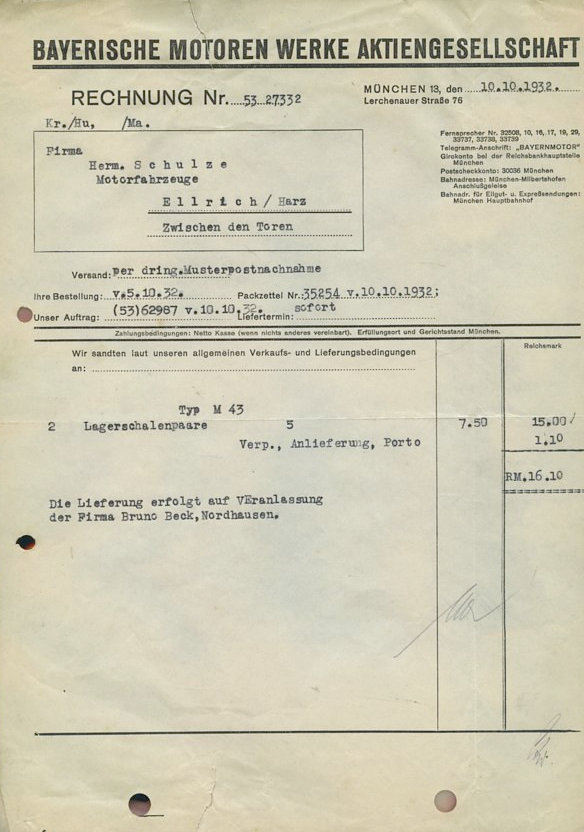 BAYERISCHE MOTOREN WERKE AKTIENGESELLSCHAFT
RECHNUNG Nr. 53 27332
MÜNCHEN 13, den 10.10.1932.
Lerchenauer Straße 76
Kr./Hu, /Ma.
Firma
Herm. Schulze
Motorfahrzeuge
Ellrich/Harz
Zwischen den Toren
Fernsprecher Nr. 32508, 10, 16, 17, 19, 29,
33737, 33738, 33739
Telegramm-Anschrift: „BAYERNMOTOR"
Girokonto bei der Reichsbankhauptstelle
München
Postscheckkonto: 30036 München
Bahnadresse: München-Milbertshofen
Anschlußgeleise
Bahnadr. für Eilgut- u. Expreßsendungen:
München Hauptbahnhof
Versand: per dring.Musterpostnachnahme
Ihre Bestellung: v.5.10.32. Packzettel Nr. 35254 v.10.10.1932;
Unser Auftrag: (53)62987 v.10.10.32. Liefertermin: sofort
Zahlungsbedingungen: Netto Kasse (wenn nichts anderes vereinbart). Erfüllungsort und Gerichtsstand München.
Wir sandten laut unseren allgemeinen Verkaufs- und Lieferungsbedingungen
an:
Reichsmark
Typ M 43
2 Lagerschalenpaare 5 7.50 15.00
Verp., Anlieferung, Porto 1.10
RM.16.10
Die Lieferung erfolgt auf VEranlassung
der Firma Bruno Beck,Nordhausen.